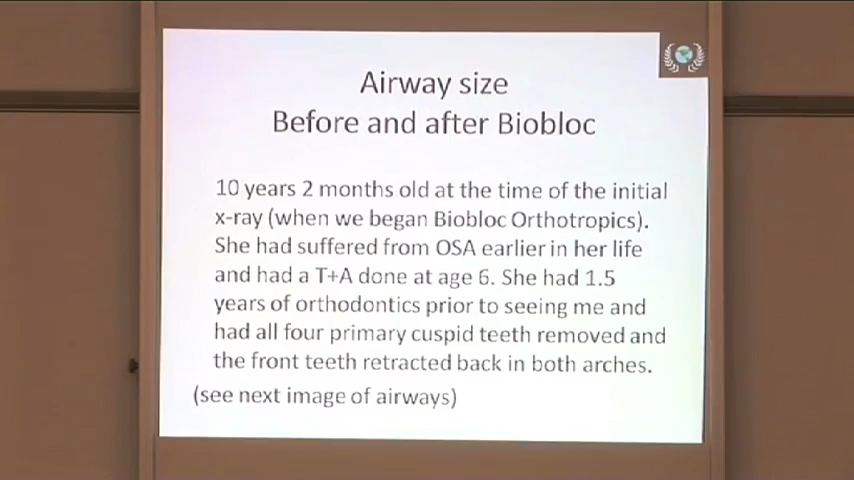 Airway size
Before and after Biobloc
10 years 2 months old at the time of the initial
x-ray (when we began Biobloc Orthotropics).
She had suffered from OSA earlier in her life
and had a T+A done at age 6. She had 1.5
years of orthodontics prior to seeing me and
had all four primary cuspid teeth removed and
the front teeth retracted back in both arches.
(see next image of airways)